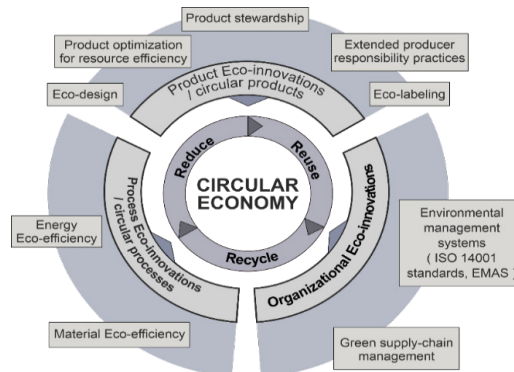 Product stewardship
Product optimization
for resource efficiency
Extended producer
responsibility practices
Eco-design
Eco-labeling
Product Eco-innovations
/ circular products
Reduce
Reuse
Recycle
CIRCULAR
ECONOMY
Process Eco-innovations
/ circular processes
Organizational Eco-innovations
Energy
Eco-efficiency
Material Eco-efficiency
Environmental
management
systems
( ISO 14001
standards, EMAS )
Green supply-chain
management